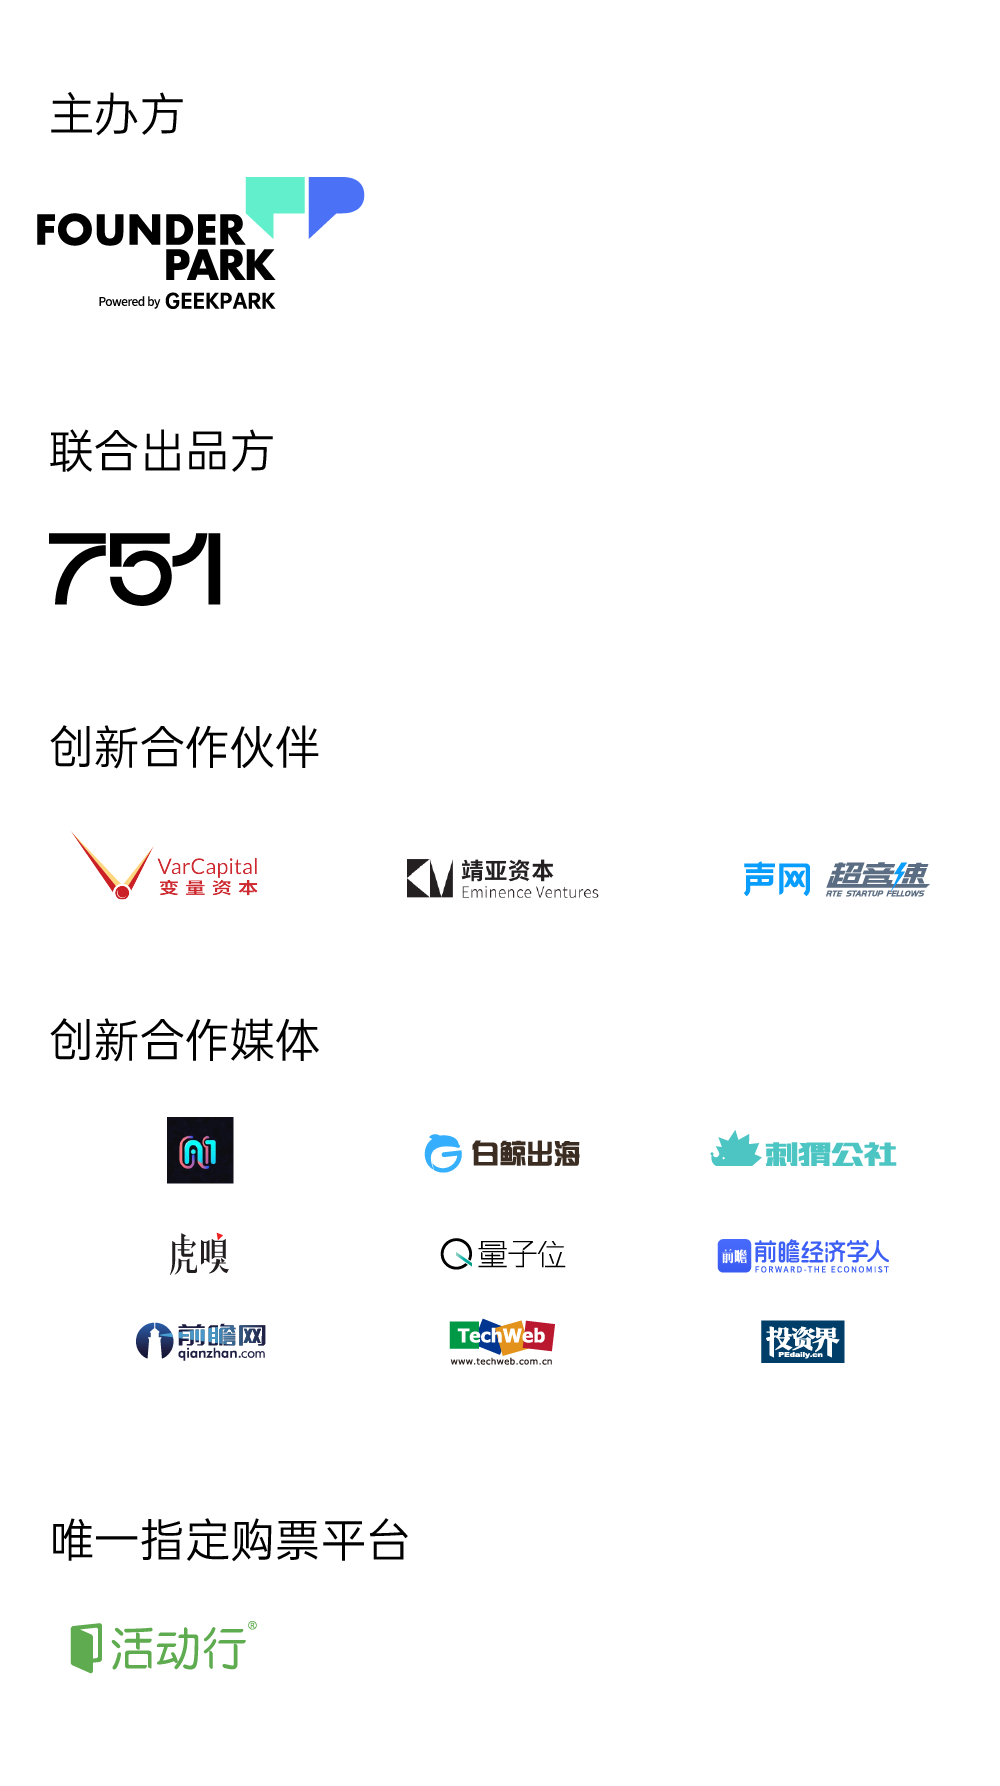 主办方
FOUNDER
PARK
Powered by GEEKPARK
联合出品方
751
创新合作伙伴
VarCapital
变量资本
靖亚资本
Eminence Ventures
声网 超音速
RTE STARTUP FELLOWS
创新合作媒体
A1
白鲸出海
刺猬公社
虎嗅
量子位
前瞻 前瞻经济学人
FORWARD-THE ECONOMIST
前瞻网
qianzhan.com
TechWeb
www.techweb.com.cn
投资界
PEdaily.cn
唯一指定购票平台
活动行®